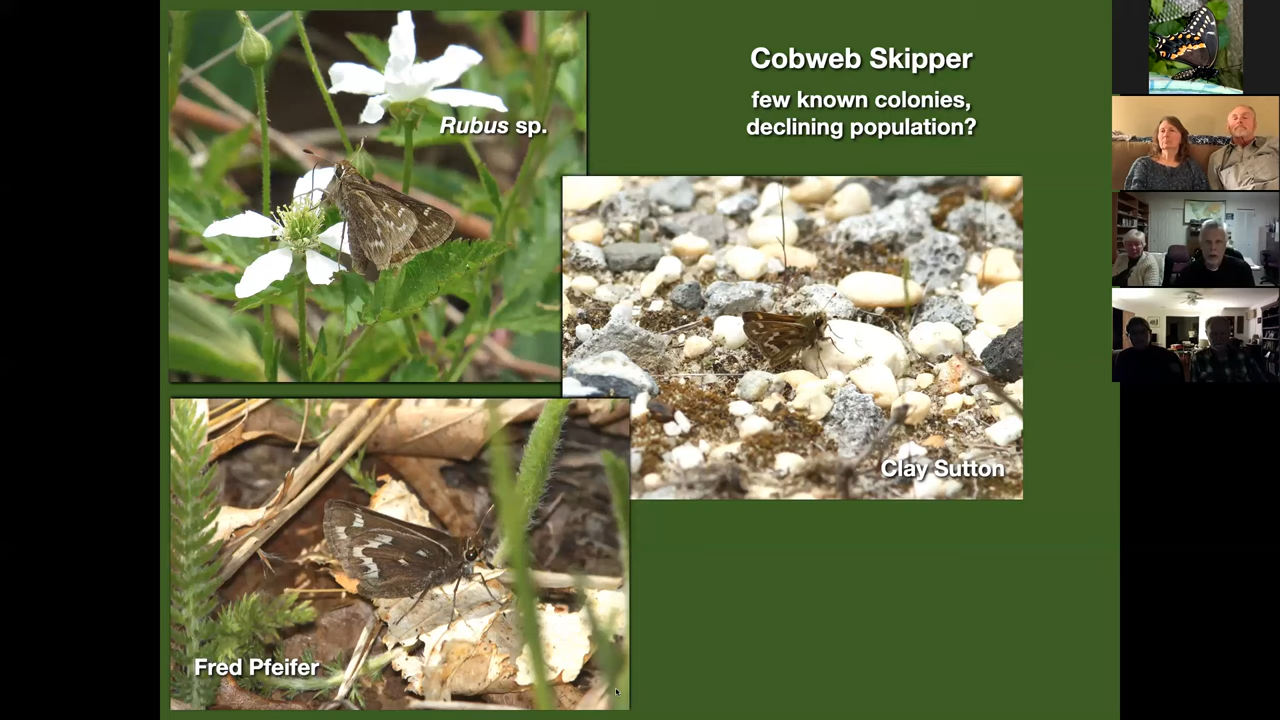 Cobweb Skipper
few known colonies,
declining population?
Rubus sp.
Clay Sutton
Fred Pfeifer